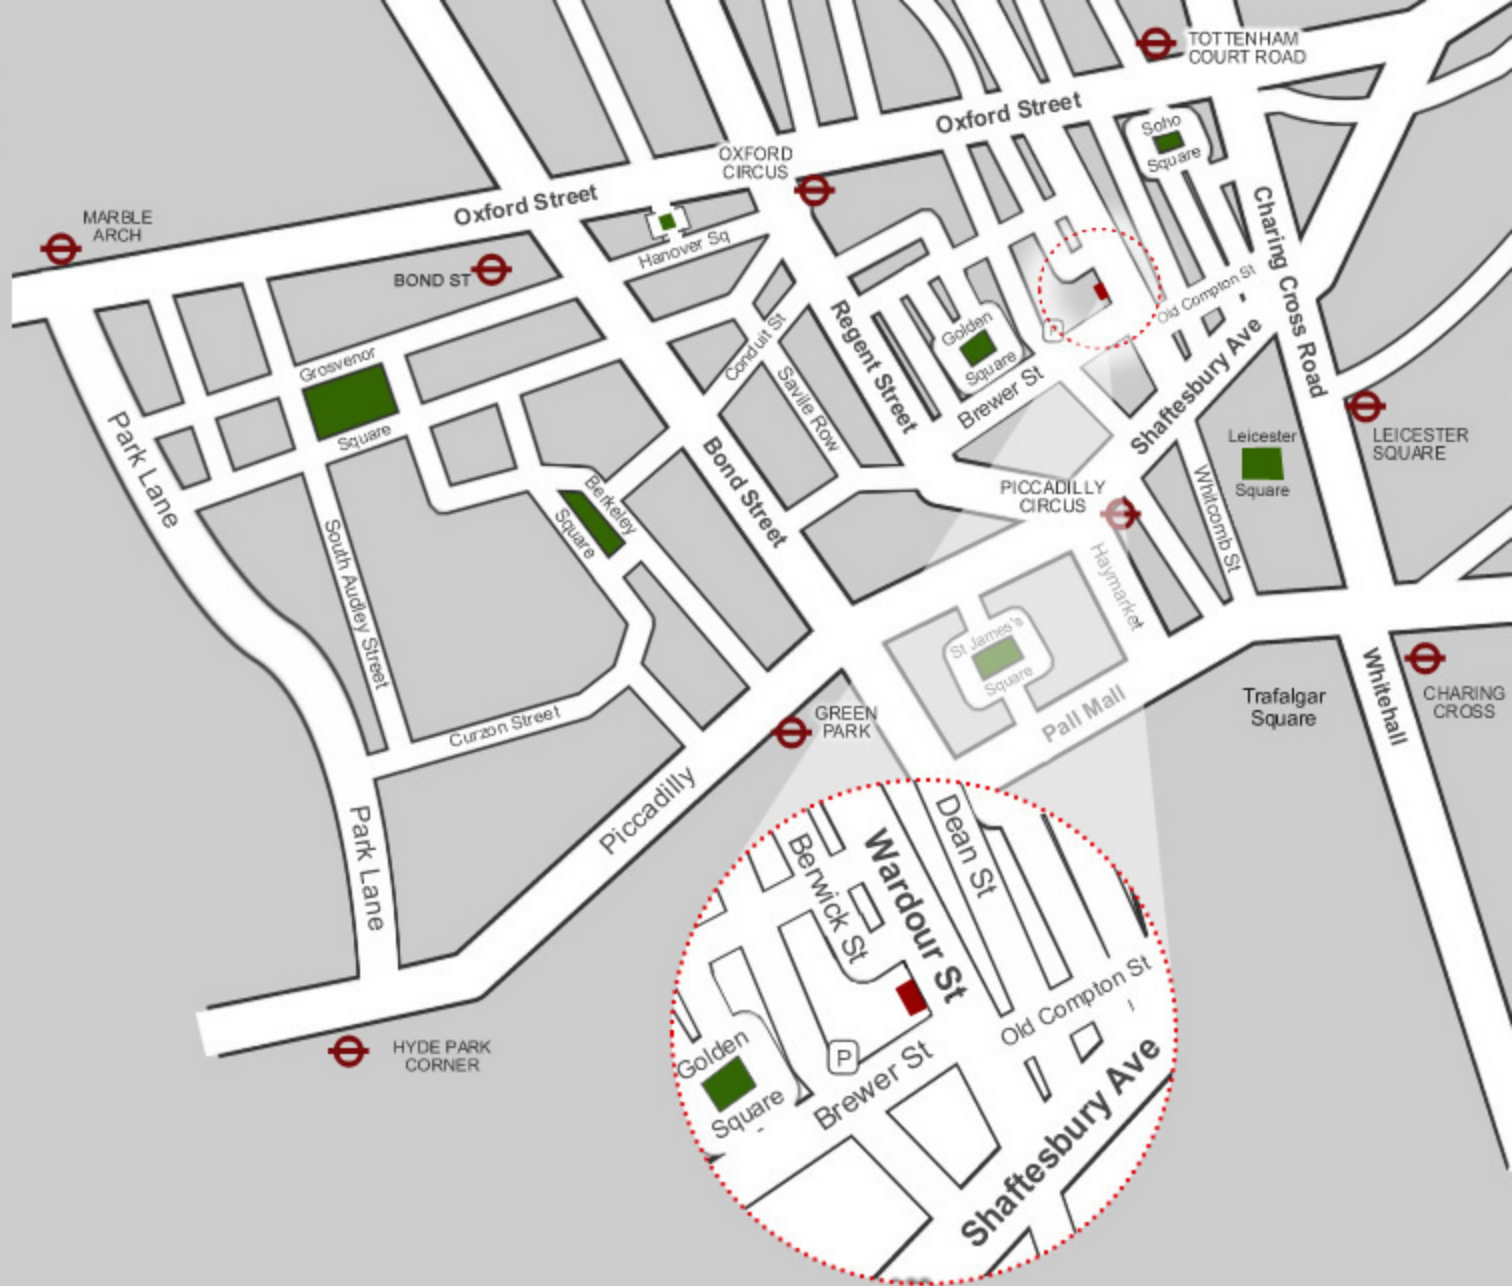 TOTTENHAM
COURT ROAD
Oxford Street
Soho
Square
OXFORD
CIRCUS
Oxford Street
MARBLE
ARCH
Hanover Sq
BOND ST
Charing Cross Road
Old Compton St
Regent Street
Golden
Square
P
Conduit St
Saville Row
Brewer St
Shaftesbury Ave
Grosvenor
Square
Park Lane
LEICESTER
SQUARE
Leicester
Square
Bond Street
Berkeley
Square
PICCADILLY
CIRCUS
Whitcomb St
South Audley Street
Haymarket
St James's
Square
Pall Mall
Whitehall
CHARING
CROSS
Trafalgar
Square
GREEN
PARK
Curzon Street
Piccadilly
Park Lane
HYDE PARK
CORNER
Dean St
Wardour St
Berwick St
Old Compton St
Golden
Square
P
Brewer St
Shaftesbury Ave